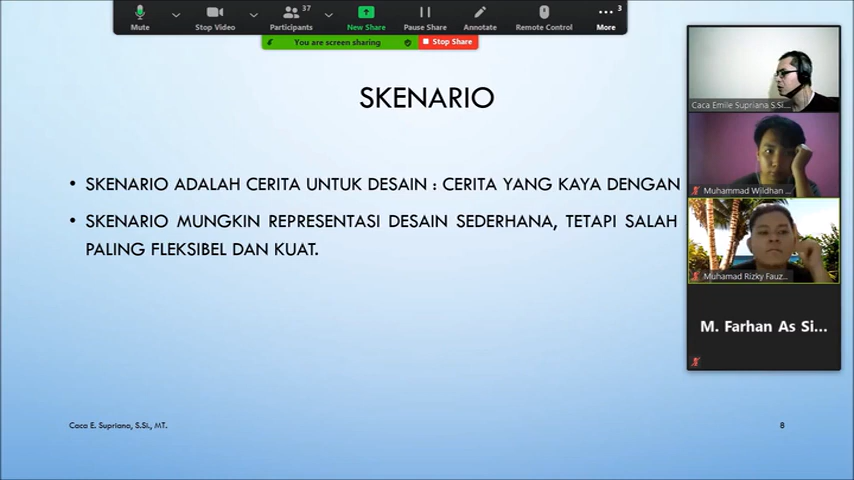 Mute
Stop Video
Participants
37
New Share
Pause Share
Annotate
Remote Control
More
3
You are screen sharing
Stop Share
SKENARIO
• SKENARIO ADALAH CERITA UNTUK DESAIN : CERITA YANG KAYA DENGAN
• SKENARIO MUNGKIN REPRESENTASI DESAIN SEDERHANA, TETAPI SALAH
PALING FLEKSIBEL DAN KUAT.
Caca Emile Supriana S.Si...
Muhammad Wildhan ...
Muhamad Rizky Fauz...
M. Farhan As Si...
Caca E. Supriana, S.Si., MT.
8